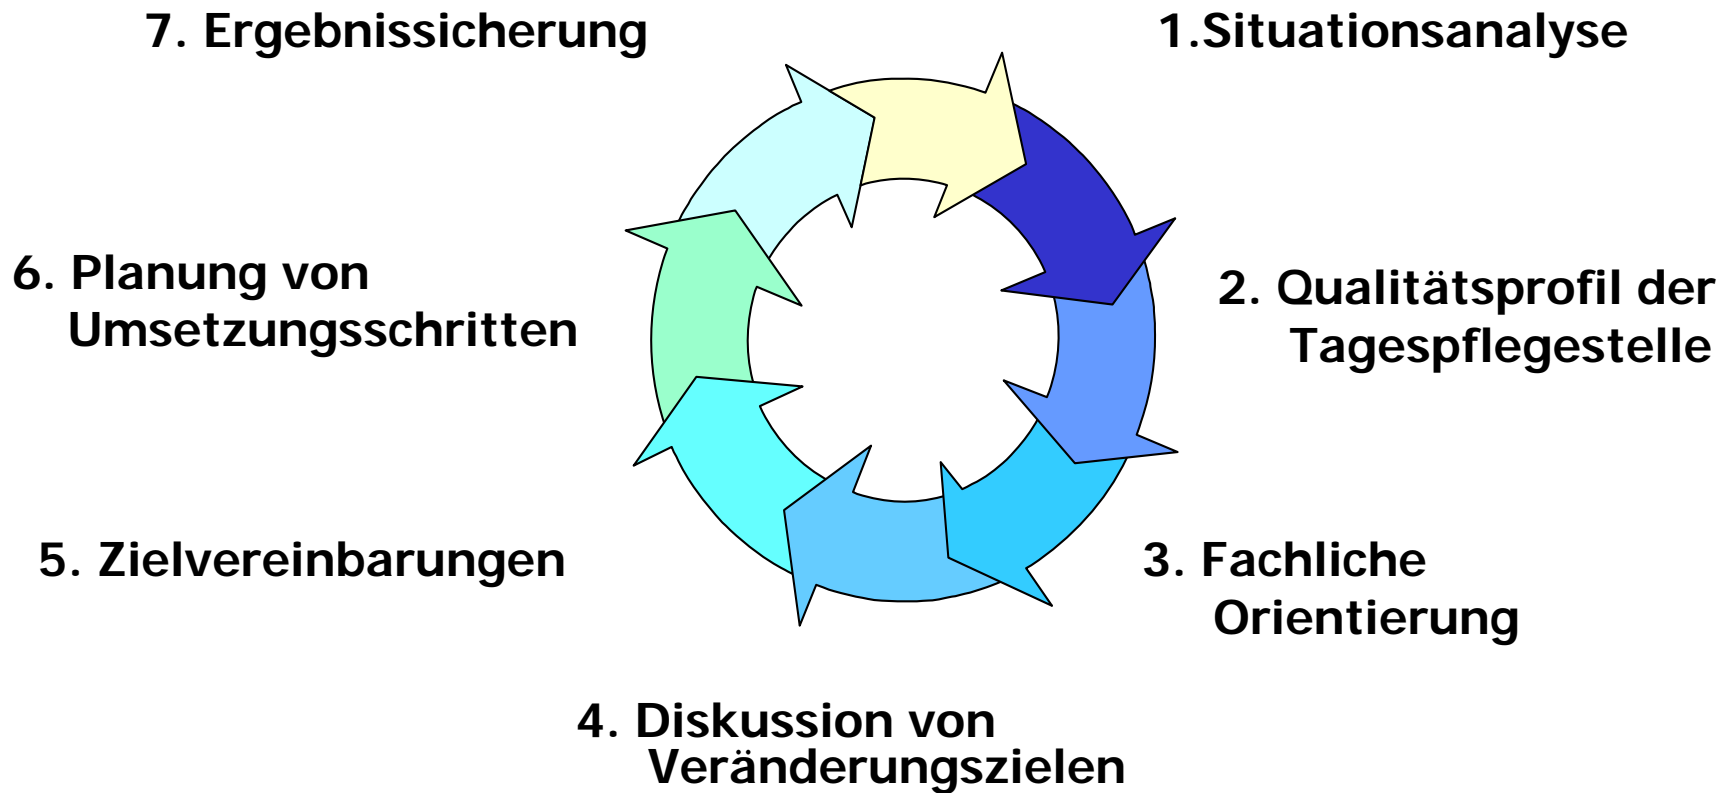 7. Ergebnissicherung
1.Situationsanalyse
6. Planung von
Umsetzungsschritten
2. Qualitätsprofil der
Tagespflegestelle
5. Zielvereinbarungen
3. Fachliche
Orientierung
4. Diskussion von
Veränderungszielen